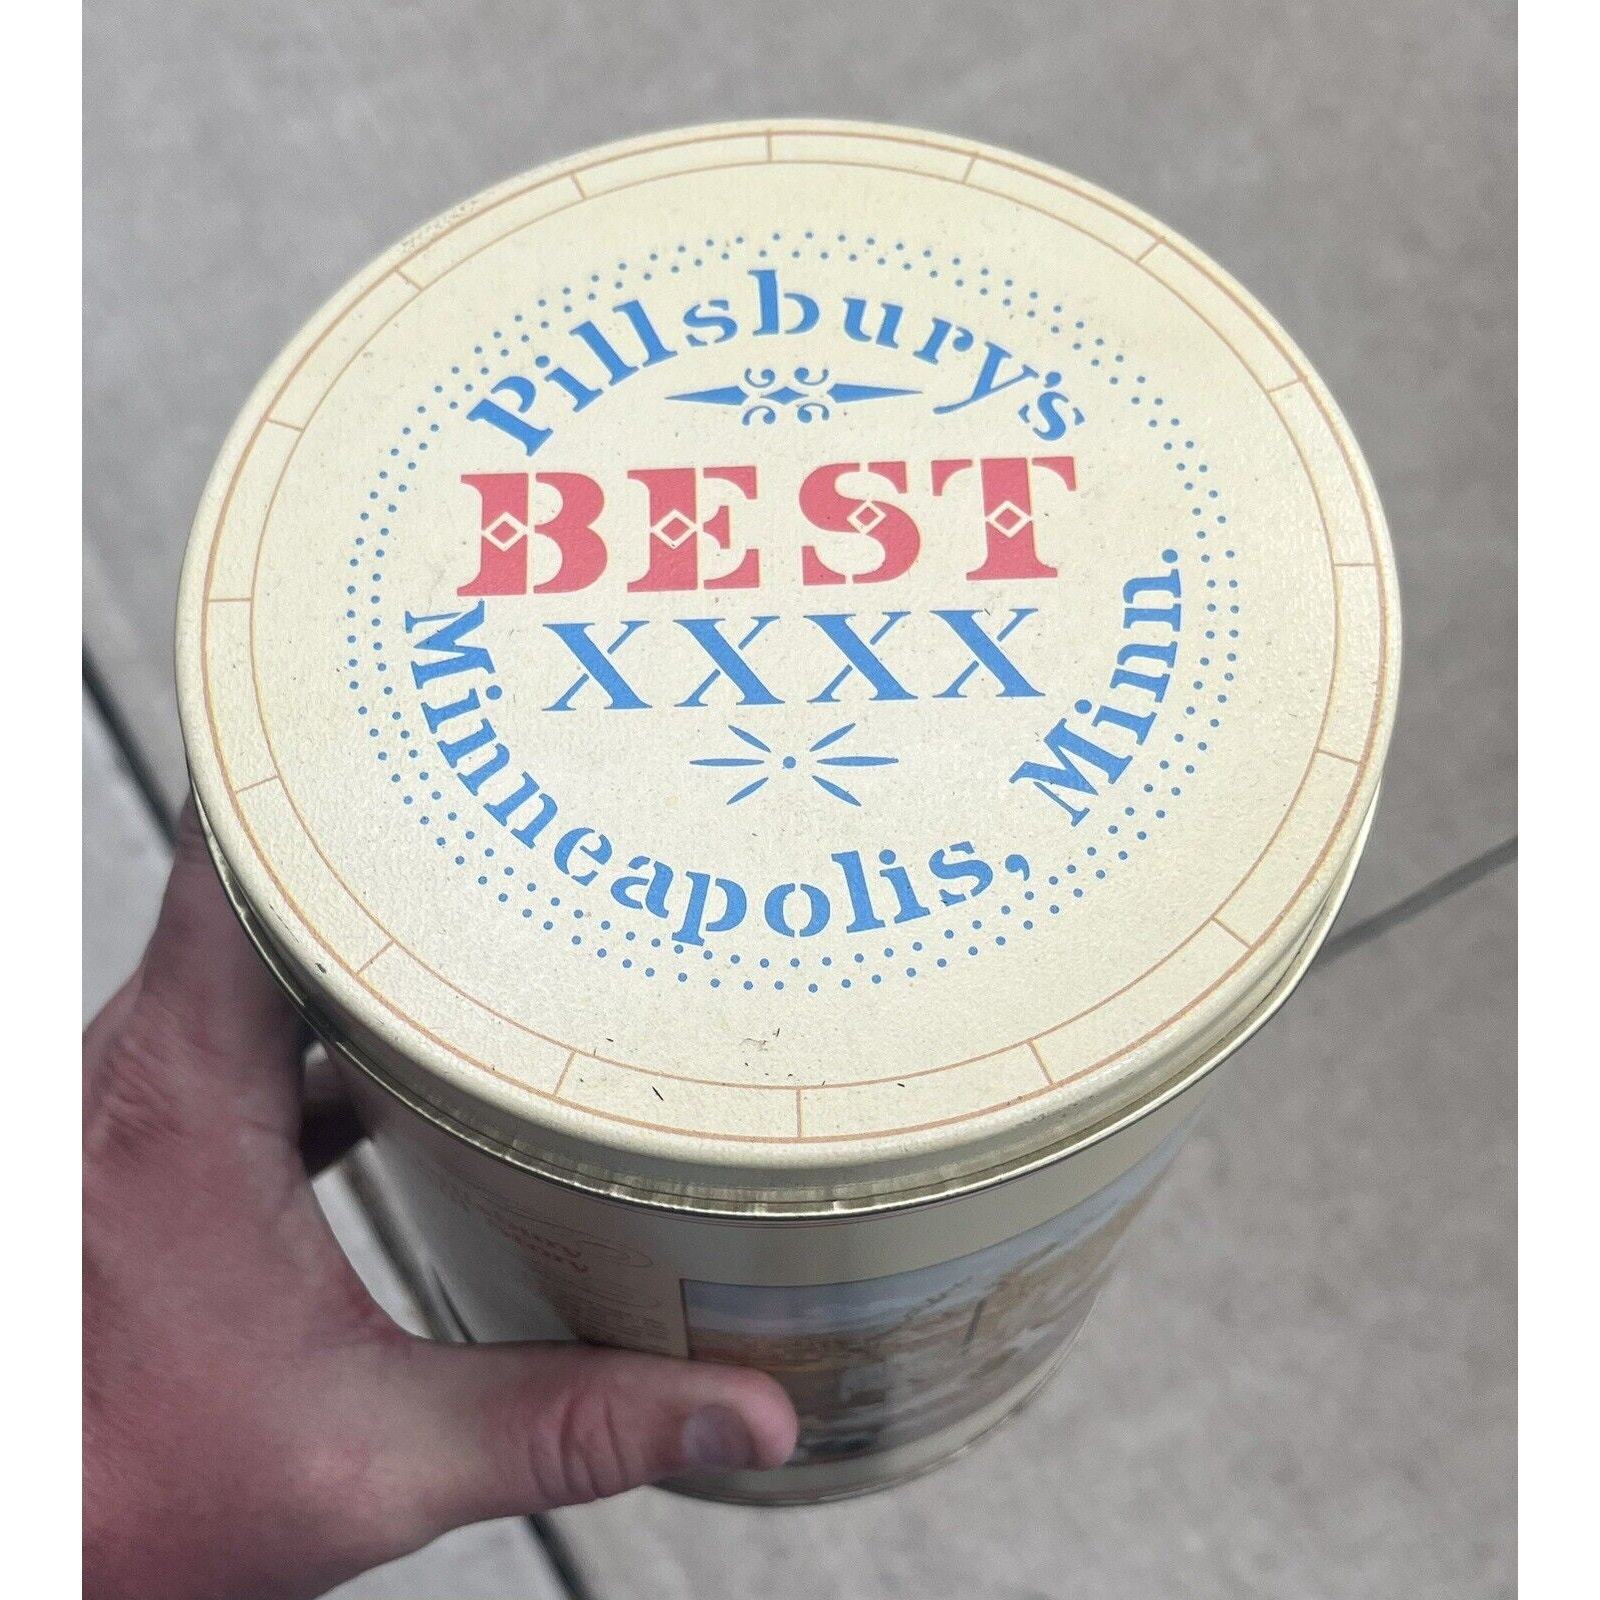 Pillsbury's
BEST
XXXX
Minneapolis, Minn.